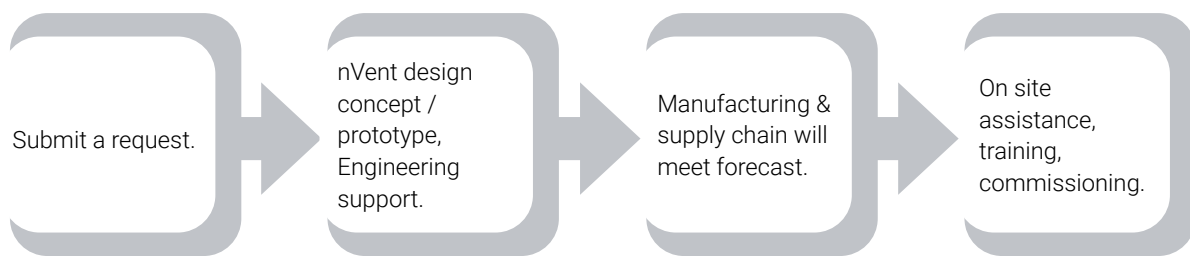 Submit a request.
nVent design
concept /
prototype,
Engineering
support.
Manufacturing &
supply chain will
meet forecast.
On site
assistance,
training,
commissioning.